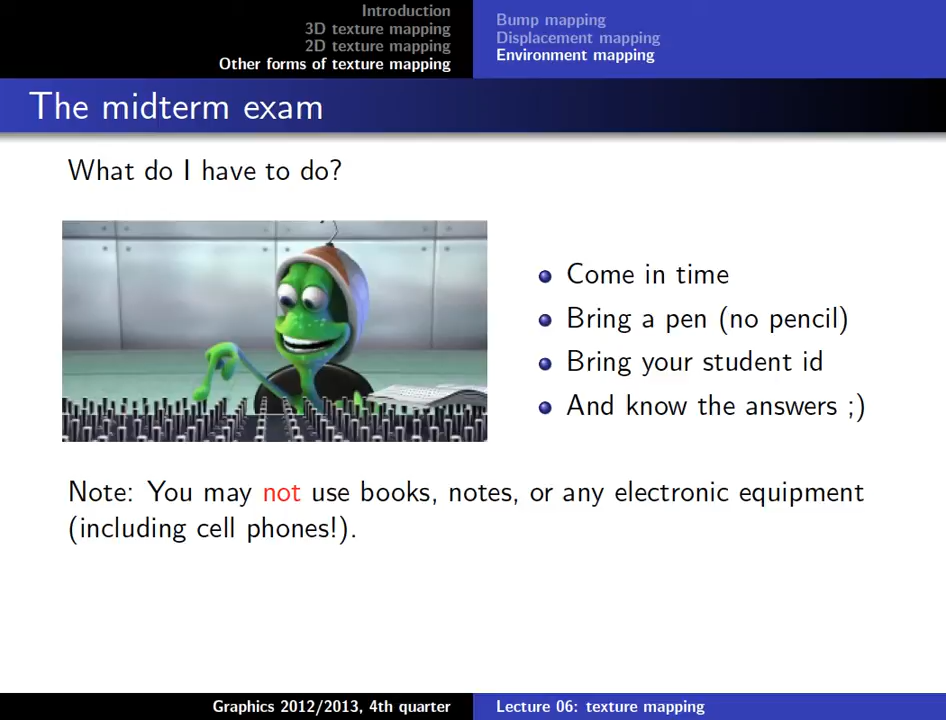 Introduction
3D texture mapping
2D texture mapping
Other forms of texture mapping
Bump mapping
Displacement mapping
Environment mapping
The midterm exam
What do I have to do?
Come in time
Bring a pen (no pencil)
Bring your student id
And know the answers ;)
Note: You may not use books, notes, or any electronic equipment
(including cell phones!).
Graphics 2012/2013, 4th quarter
Lecture 06: texture mapping